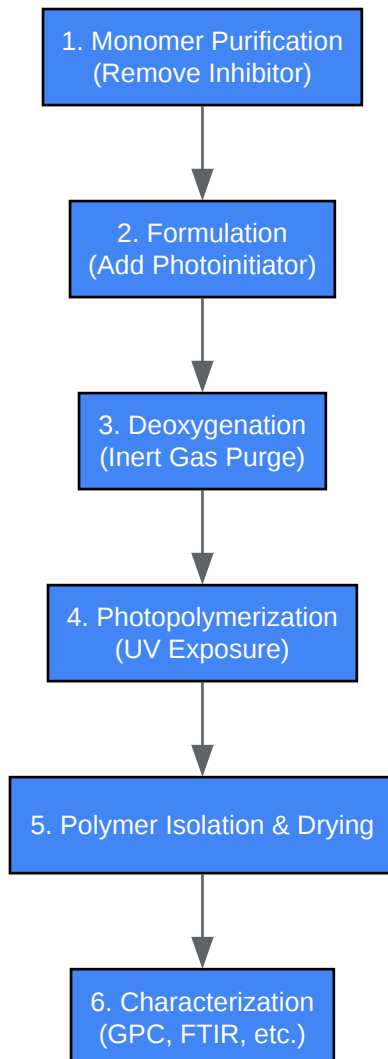 1. Monomer Purification
(Remove Inhibitor)
2. Formulation
(Add Photoinitiator)
3. Deoxygenation
(Inert Gas Purge)
4. Photopolymerization
(UV Exposure)
5. Polymer Isolation & Drying
6. Characterization
(GPC, FTIR, etc.)